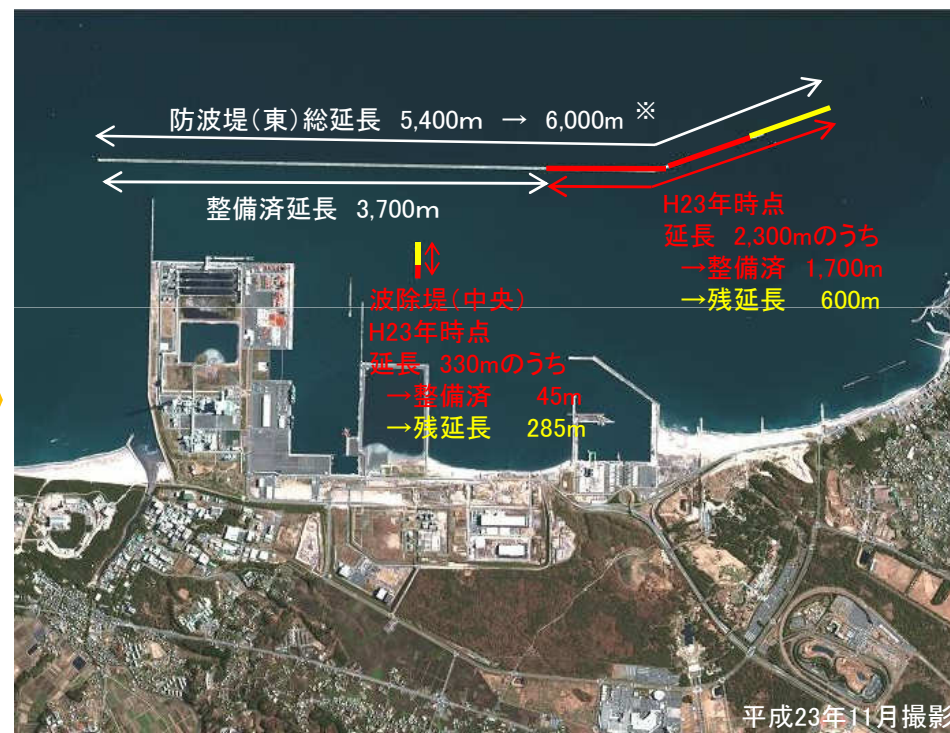 防波堤(東)総延長 5,400m → 6,000m ※
整備済延長 3,700m
H23年時点
延長 2,300mのうち
→整備済 1,700m
→残延長 600m
波除堤(中央)
H23年時点
延長 330mのうち
→整備済 45m
→残延長 285m
平成23年11月撮影